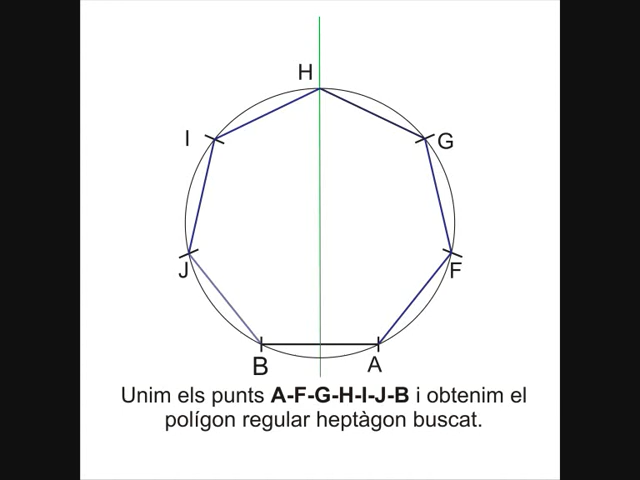 H
I
G
J
F
B
A
Unim els punts A-F-G-H-I-J-B i obtenim el
polígon regular heptàgon buscat.